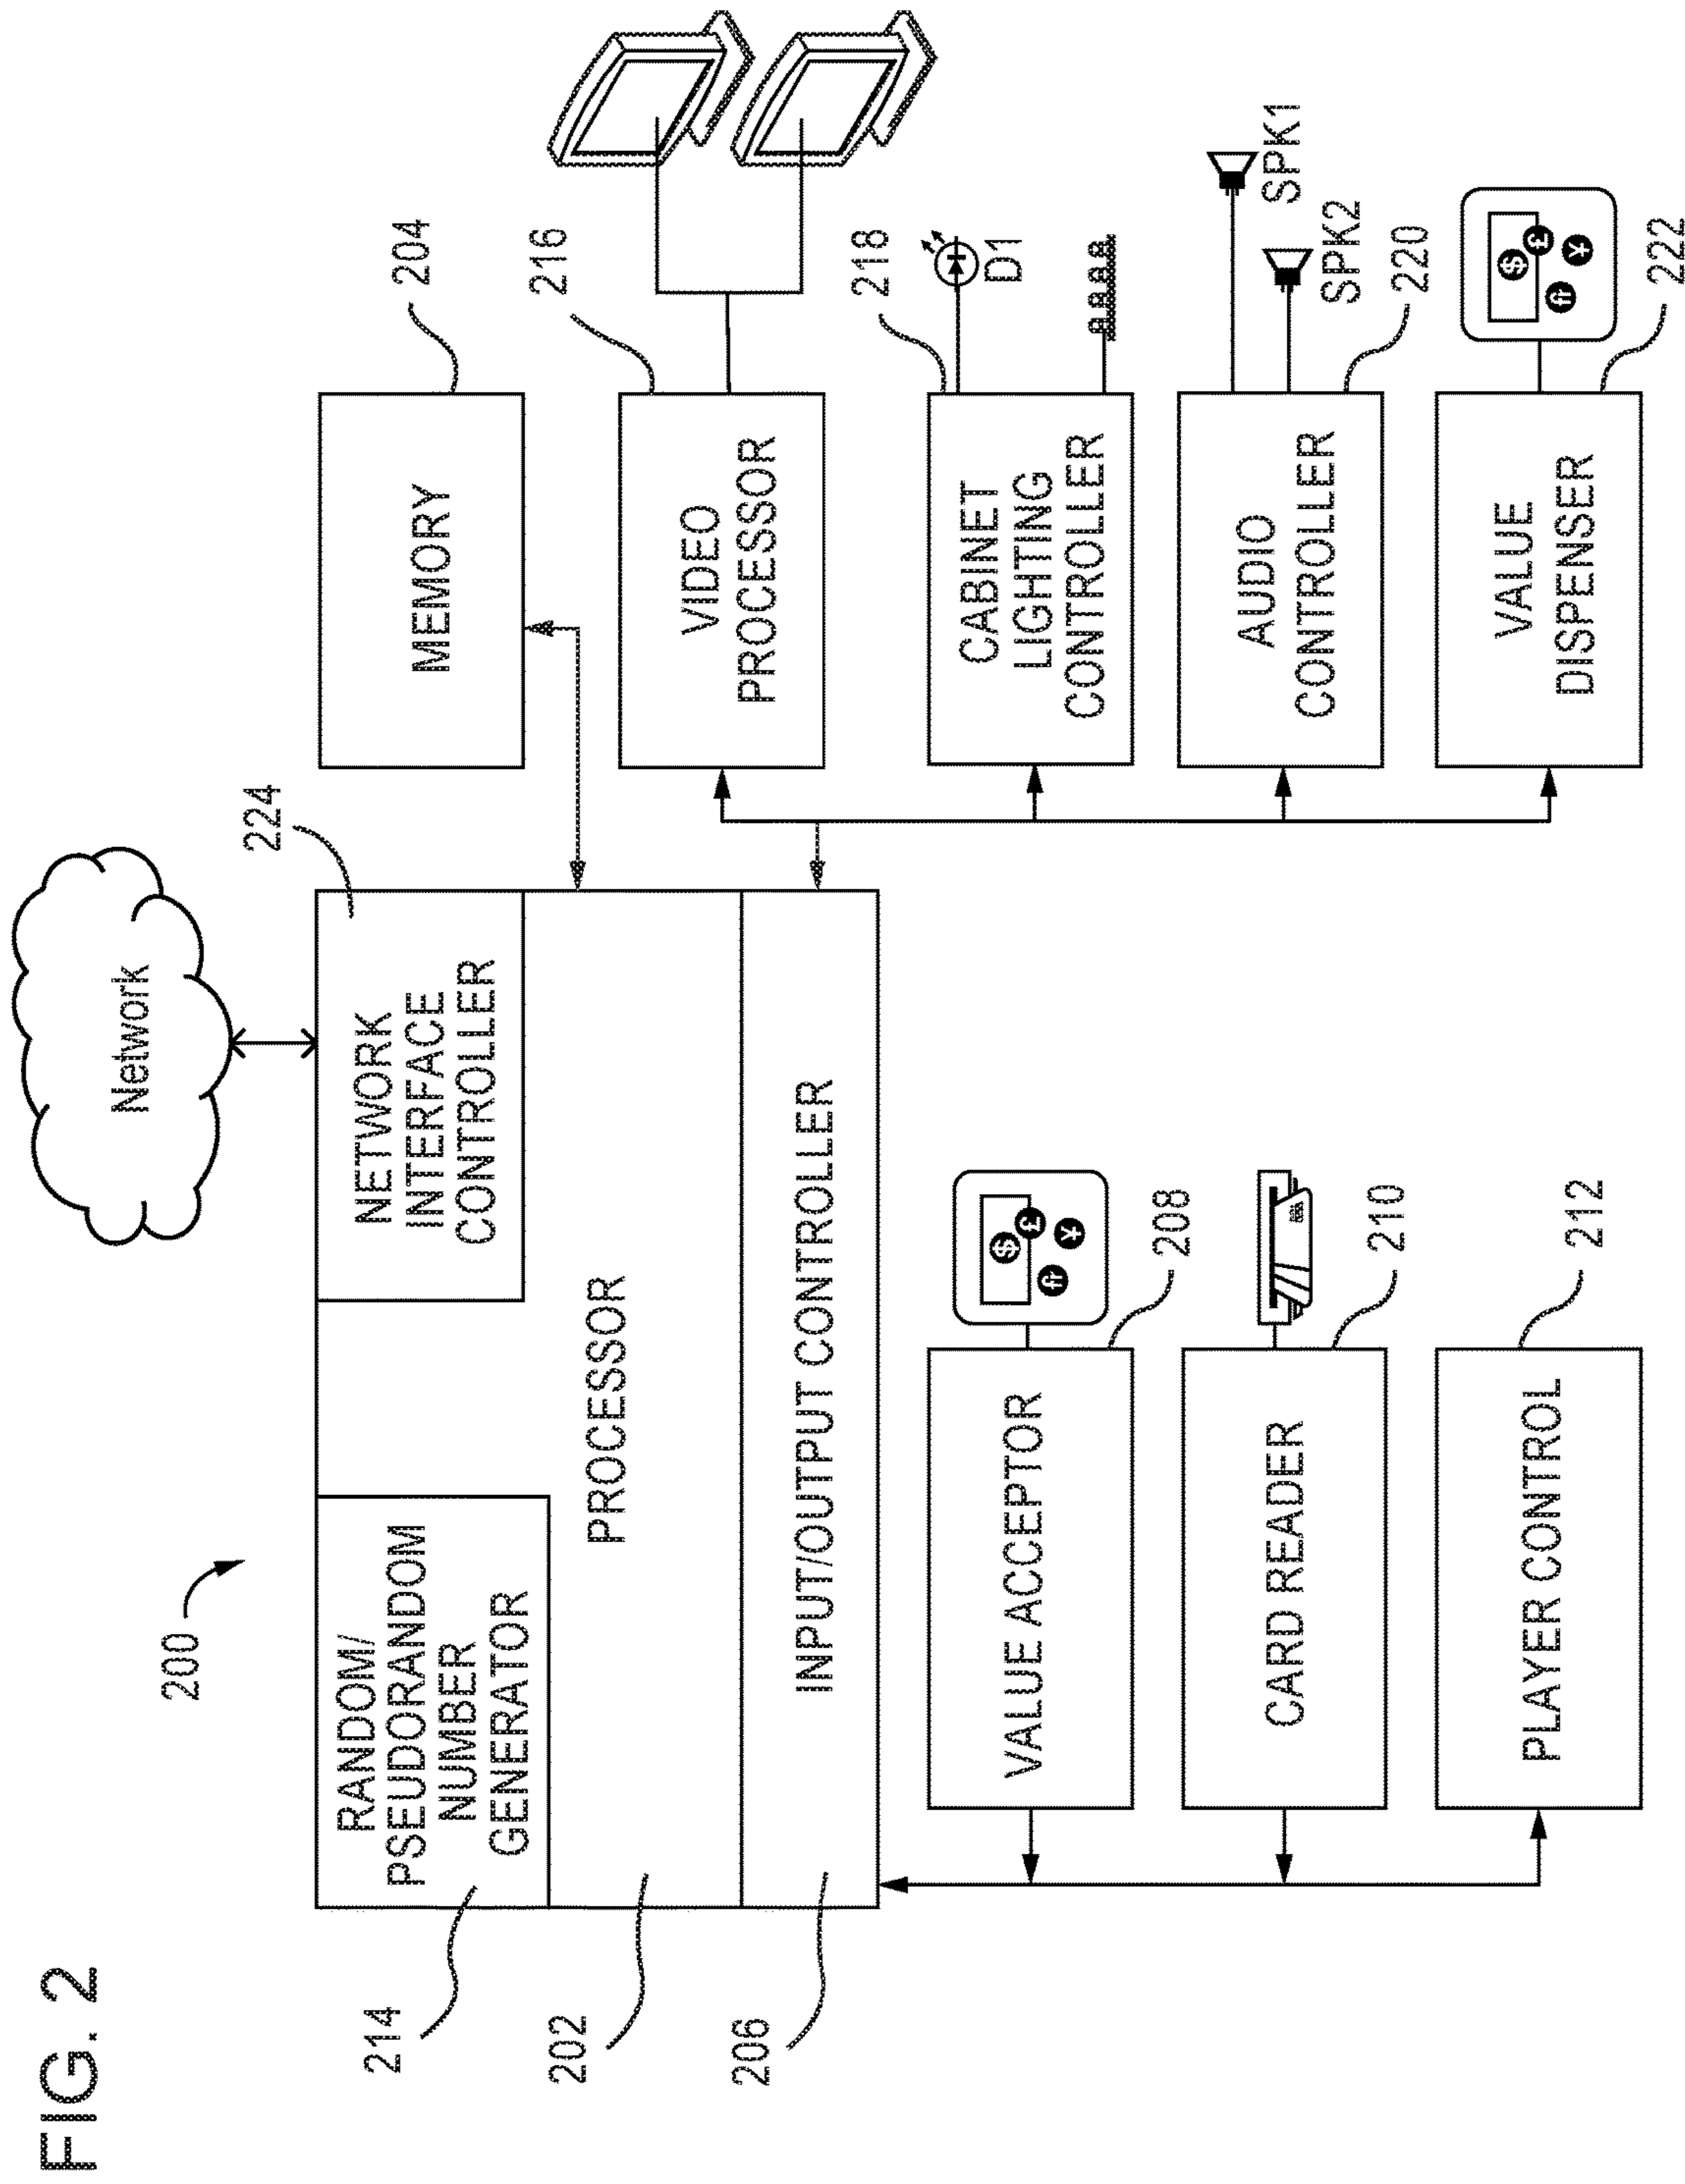 FIG. 2
200
Network
224
204
216
218
220
222
214
202
206
RANDOM/
PSEUDORANDOM
NUMBER
GENERATOR
NETWORK
INTERFACE
CONTROLLER
PROCESSOR
INPUT/OUTPUT CONTROLLER
MEMORY
VIDEO
PROCESSOR
CABINET
LIGHTING
CONTROLLER
D1
AUDIO
CONTROLLER
SPK1
SPK2
VALUE
DISPENSER
$
£
¥
VALUE ACCEPTOR
208
$
£
¥
CARD READER
210
PLAYER CONTROL
212